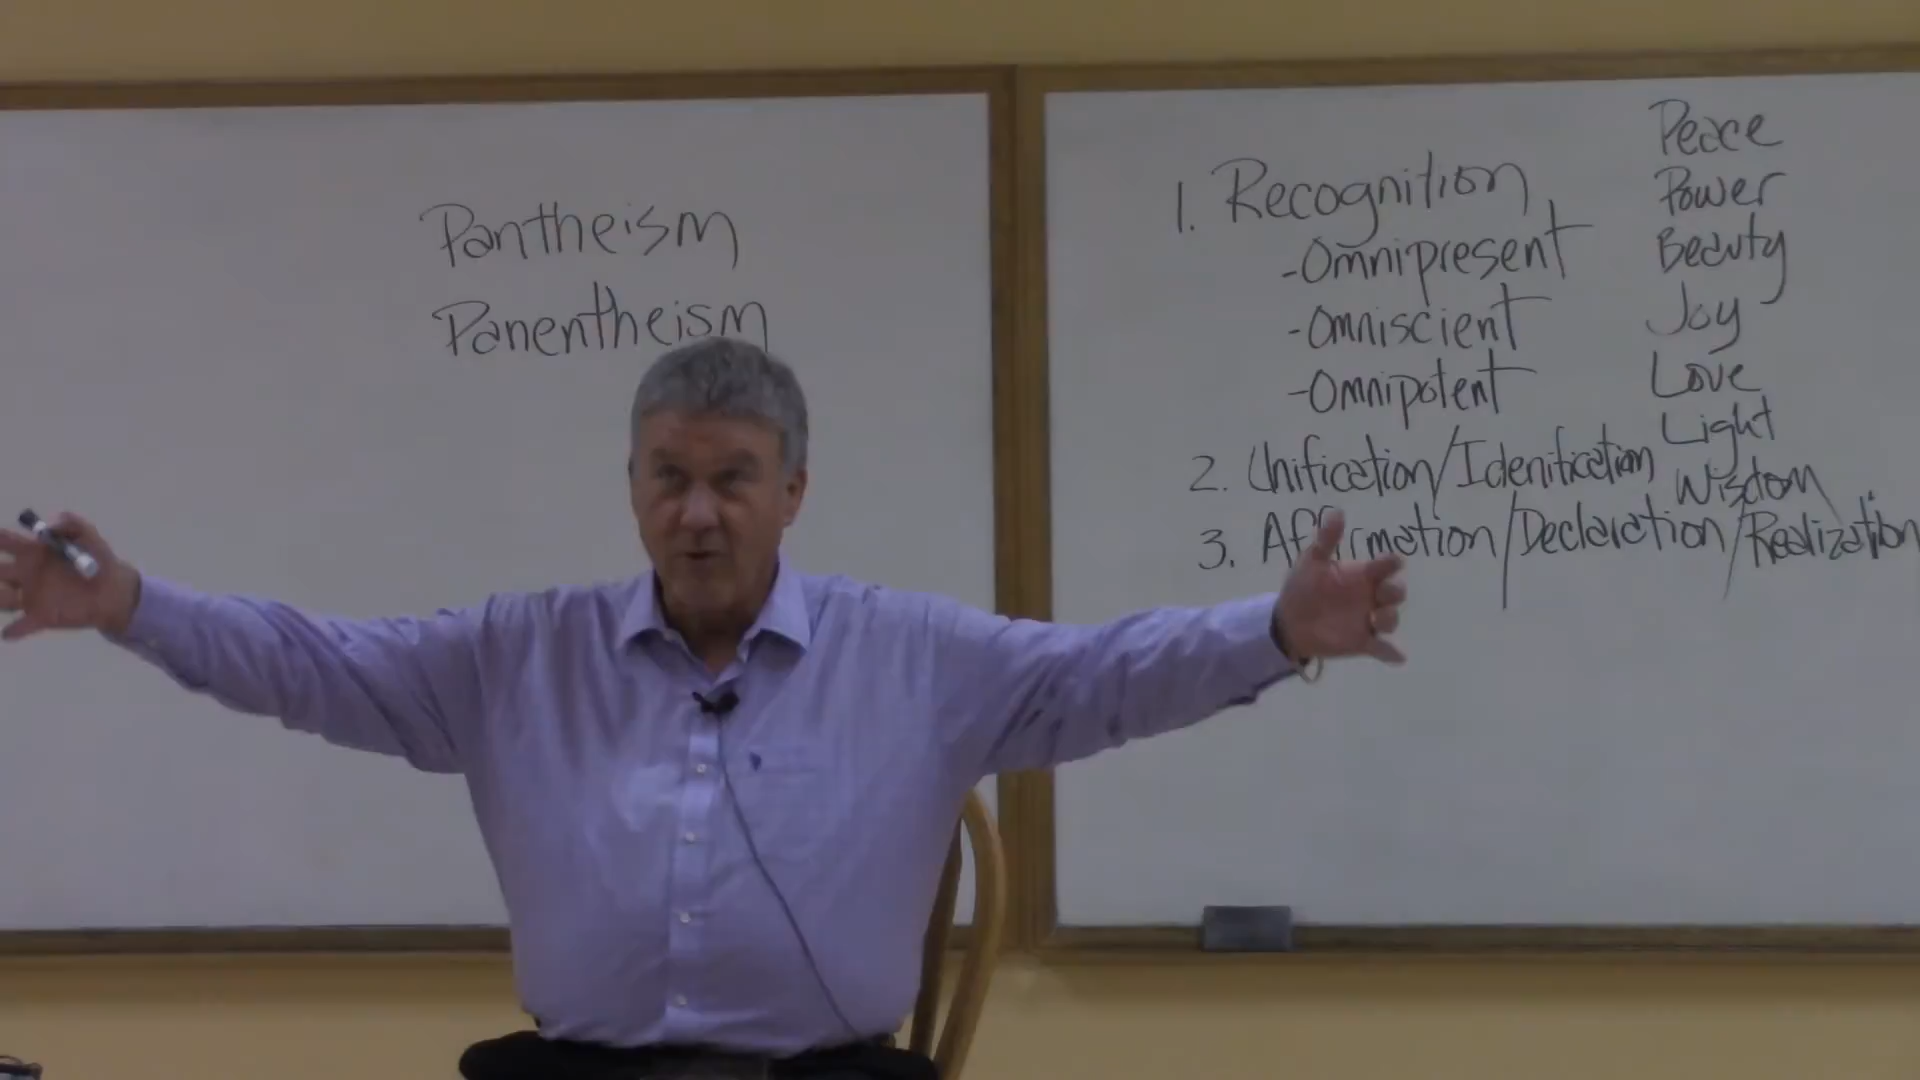 Pantheism
Panentheism
1. Recognition
-Omnipresent
-Omniscient
-Omnipotent
2. Unification/Idenification
3. Affirmation/Declaration/Realization
Peace
Power
Beauty
Joy
Love
Light
Wisdom